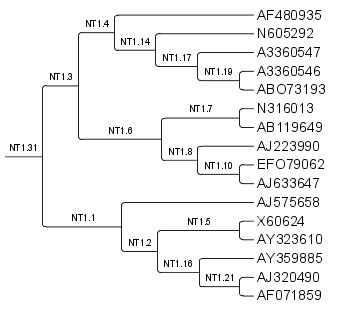 AF480935
NT1.4
N605292
NT1.14
A3360547
NT1.17
A3360546
NT1.3
NT1.19
ABO73193
N316013
NT1.7
AB119649
NT1.6
AJ223990
NT1.31
NT1.8
EFO79062
NT1.10
AJ633647
AJ575658
NT1.1
X60624
NT1.5
AY323610
NT1.2
AY359885
NT1.16
AJ320490
NT1.21
AF071859